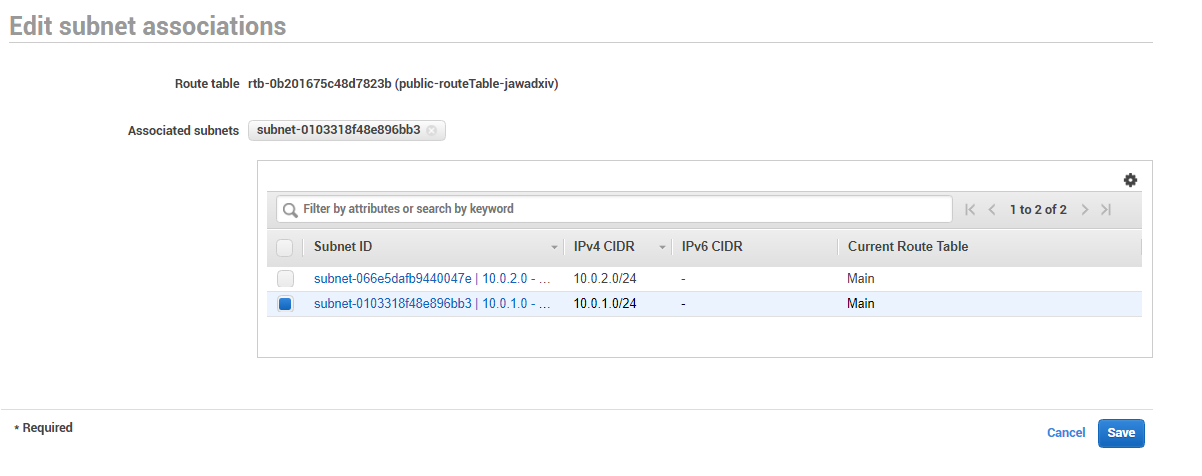 Edit subnet associations
Route table rtb-0b201675c48d7823b (public-routeTable-jawadxiv)
Associated subnets subnet-0103318f48e896bb3
Filter by attributes or search by keyword 1 to 2 of 2
Subnet ID IPv4 CIDR IPv6 CIDR Current Route Table
subnet-066e5dafb9440047e | 10.0.2.0 - ... 10.0.2.0/24 - Main
subnet-0103318f48e896bb3 | 10.0.1.0 - ... 10.0.1.0/24 - Main
* Required Cancel Save